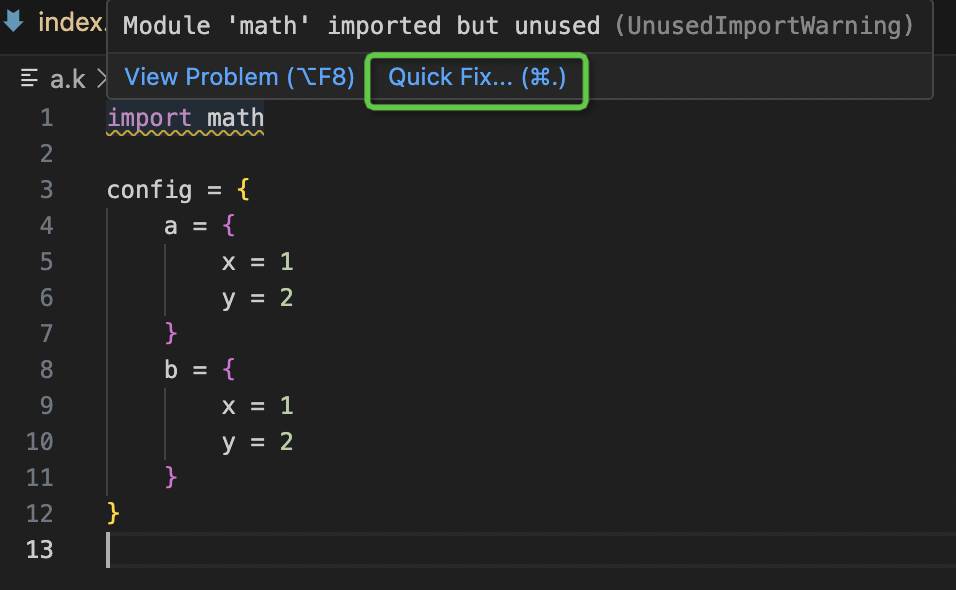 index.
Module 'math' imported but unused (UnusedImportWarning)
a.k > View Problem (⌥F8) Quick Fix... (⌘.)
1 import math
2
3 config = {
4     a = {
5         x = 1
6         y = 2
7     }
8     b = {
9         x = 1
10         y = 2
11     }
12 }
13